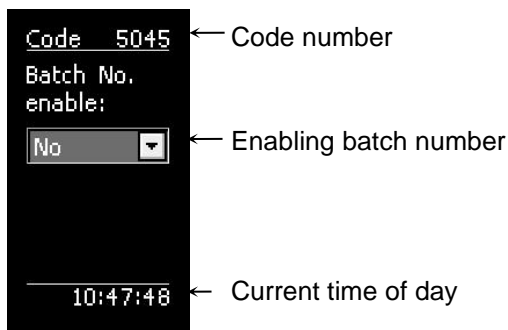 Code 5045
Code number
Batch No.
enable:
No
Enabling batch number
10:47:48
Current time of day